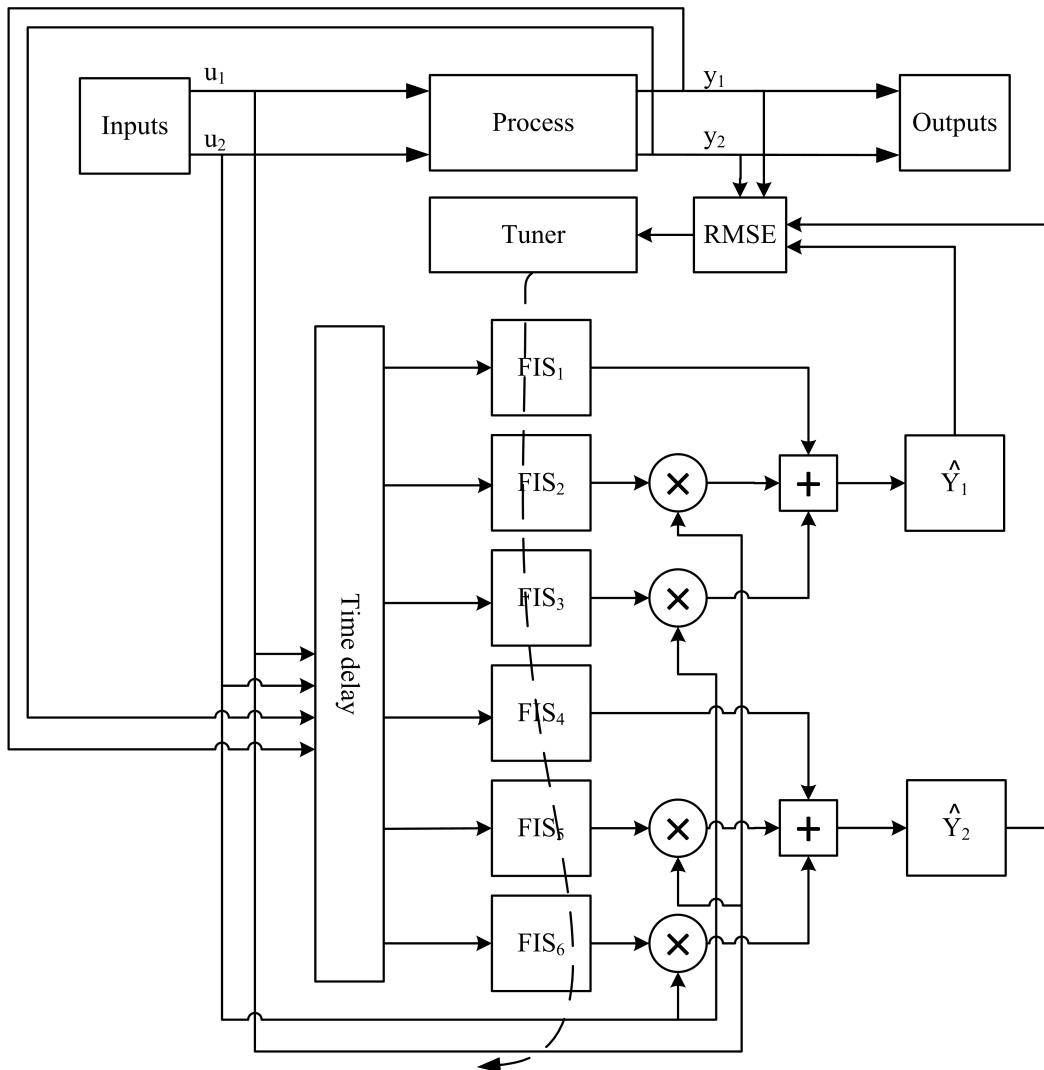 Inputs
u₁
u₂
Process
y₁
y₂
Outputs
Tuner
RMSE
Time delay
FIS₁
FIS₂
FIS₃
FIS₄
FIS₅
FIS₆
×
×
×
×
+
+
Ŷ₁
Ŷ₂